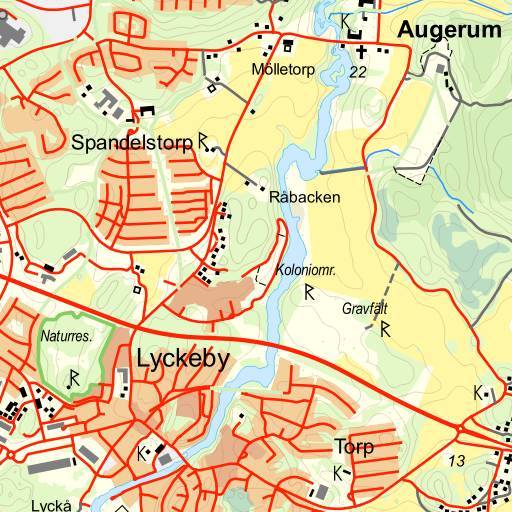 Augerum
K
Mölletorp
22
Spandelstorp
R
Råbacken
Koloniomr.
R
Gravfält
R
Naturres.
Lyckeby
R
K
Torp
K
K
13
Lyckå